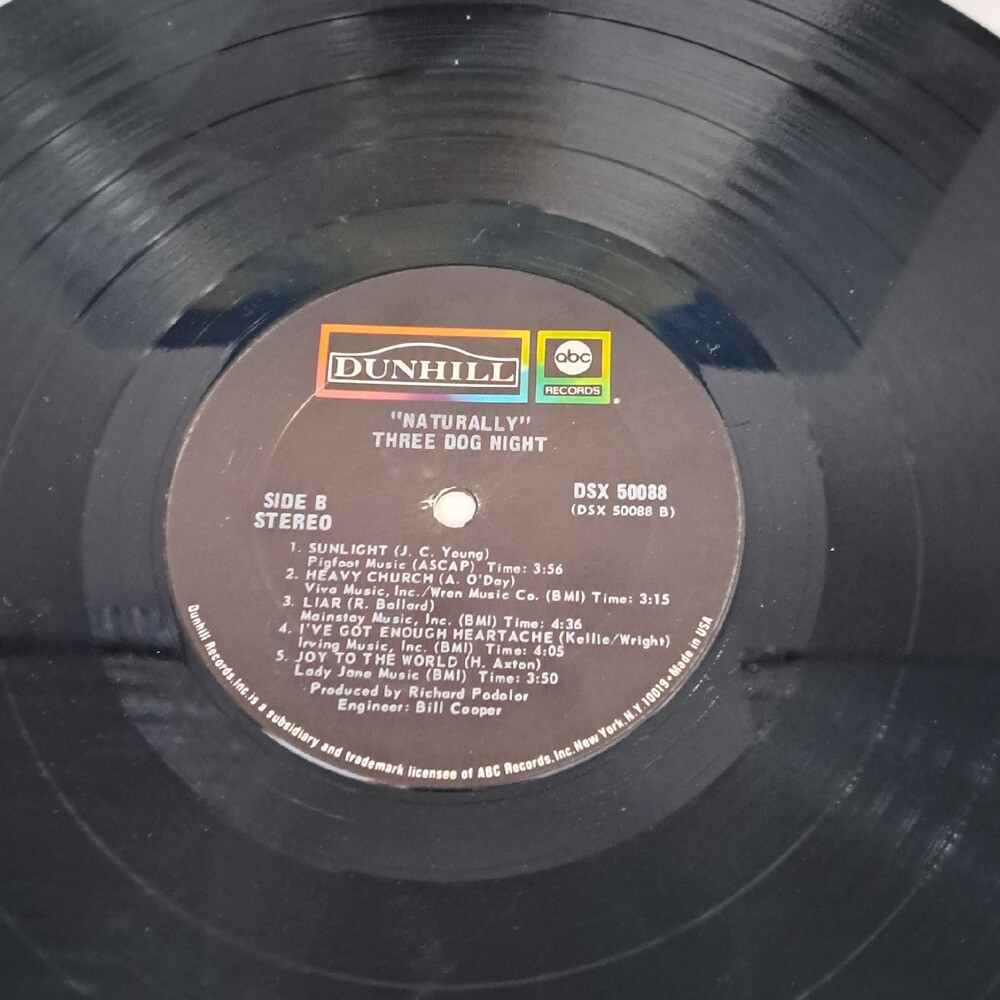 DUNHILL
abc
RECORDS
"NATURALLY"
THREE DOG NIGHT
SIDE B
STEREO
DSX 50088
(DSX 50088 B)
1. SUNLIGHT (J. C. Young)
Pigfoot Music (ASCAP) Time: 3:56
2. HEAVY CHURCH (A. O'Day)
Viva Music, Inc./Wren Music Co. (BMI) Time: 3:15
3. LIAR (R. Ballard)
Mainstay Music, Inc. (BMI) Time: 4:36
4. I'VE GOT ENOUGH HEARTACHE (Kellie/Wright)
Irving Music, Inc. (BMI) Time: 4:05
5. JOY TO THE WORLD (H. Axton)
Lady Jane Music (BMI) Time: 3:50
Produced by Richard Podolor
Engineer: Bill Cooper
Dunhill Records, Inc. is a subsidiary and trademark licensee of ABC Records, Inc. New York, N.Y. 10019 • Made in USA